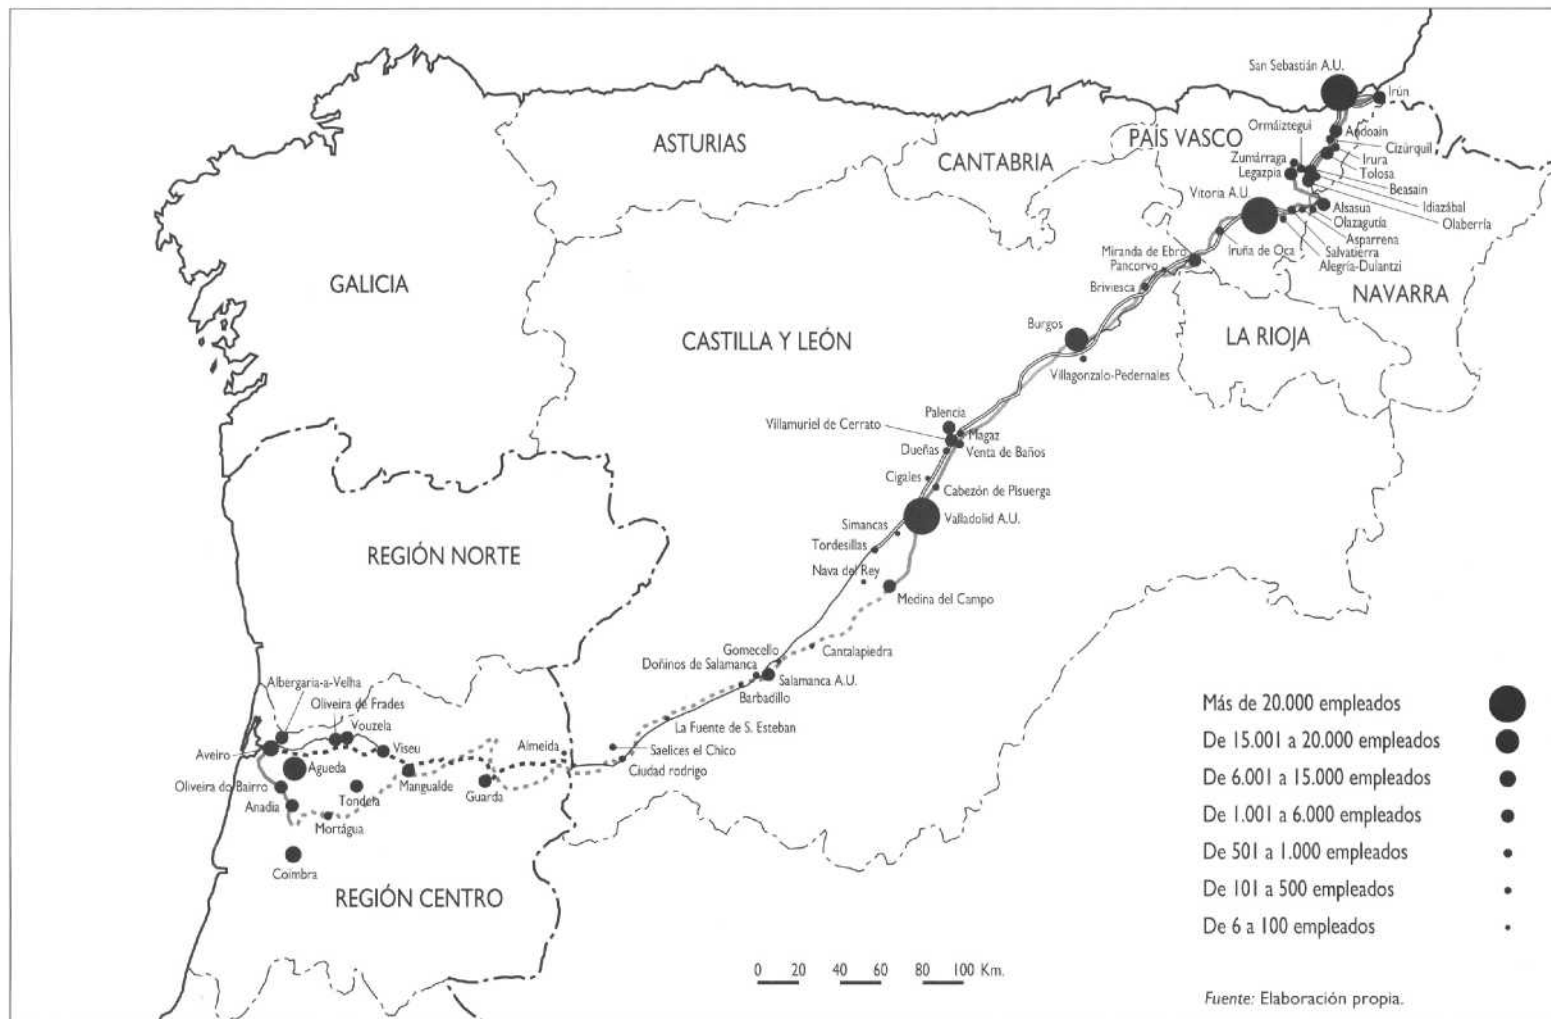 San Sebastián A.U.
Irún
Ormáiztegui
Andoain
PAÍS VASCO
Cizúrquil
ASTURIAS
CANTABRIA
Zumárraga
Irura
Legazpia
Tolosa
Beasain
Vitoria A.U.
Idiazábal
Alsasua
Olaberría
Olazagutía
Asparrena
Miranda de Ebro
Iruña de Oca
Salvatierra
Pancorvo
Alegría-Dulantzi
GALICIA
Briviesca
NAVARRA
Burgos
CASTILLA Y LEÓN
LA RIOJA
Villagonzalo-Pedernales
Palencia
Villamuriel de Cerrato
Magaz
Dueñas
Venta de Baños
Cigales
Cabezón de Pisuerga
Simancas
Valladolid A.U.
Tordesillas
REGIÓN NORTE
Nava del Rey
Medina del Campo
Gomecello
Cantalapiedra
Doñinos de Salamanca
Albergaria-a-Velha
Salamanca A.U.
Oliveira de Frades
Barbadillo
Vouzela
La Fuente de S. Esteban
Aveiro
Viseu
Almeida
Saelices el Chico
Agueda
Ciudad rodrigo
Oliveira do Bairro
Mangualde
Guarda
Tondela
Anadia
Mortágua
Coimbra
REGIÓN CENTRO
Más de 20.000 empleados
De 15.001 a 20.000 empleados
De 6.001 a 15.000 empleados
De 1.001 a 6.000 empleados
De 501 a 1.000 empleados
De 101 a 500 empleados
De 6 a 100 empleados
0 20 40 60 80 100 Km.
Fuente: Elaboración propia.